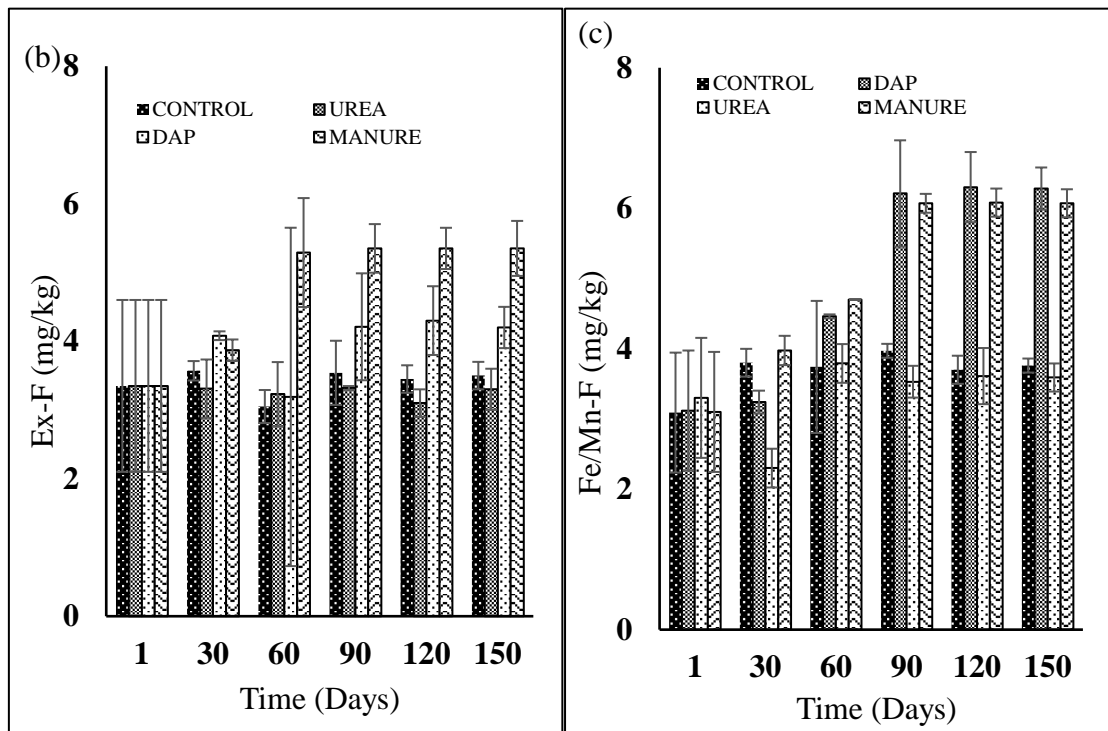 (b)
8
6
4
2
0
Ex-F (mg/kg)
CONTROL UREA
DAP MANURE
1 30 60 90 120 150
Time (Days)
(c)
8
6
4
2
0
Fe/Mn-F (mg/kg)
CONTROL DAP
UREA MANURE
1 30 60 90 120 150
Time (Days)